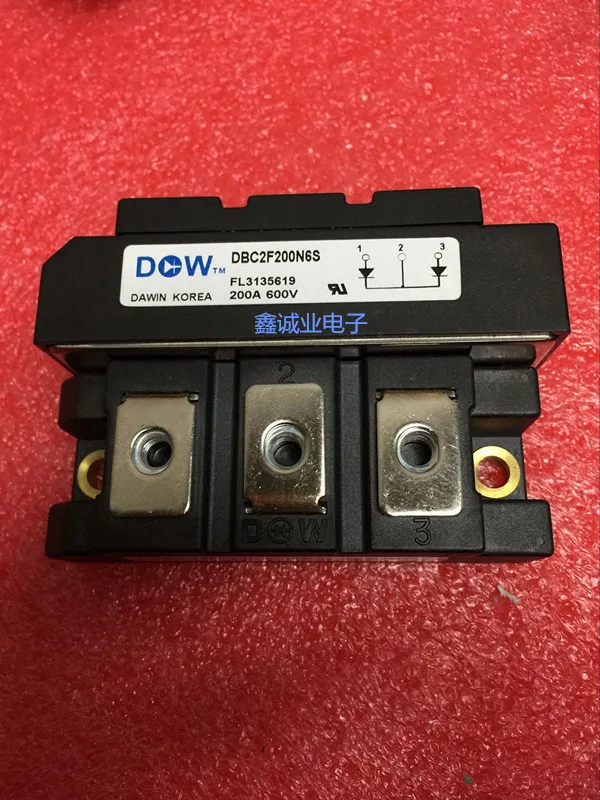 DOW™
DBC2F200N6S
FL3135619
DAWIN KOREA
200A 600V
1 2 3
鑫诚业电子
2
DOW
3